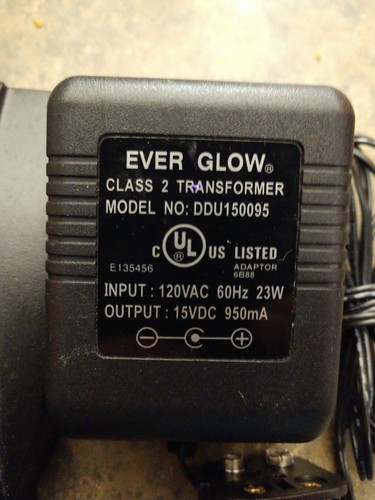 EVER GLOW®
CLASS 2 TRANSFORMER
MODEL NO: DDU150095
C UL® US LISTED
E135456
ADAPTOR
6B88
INPUT : 120VAC 60Hz 23W
OUTPUT : 15VDC 950mA